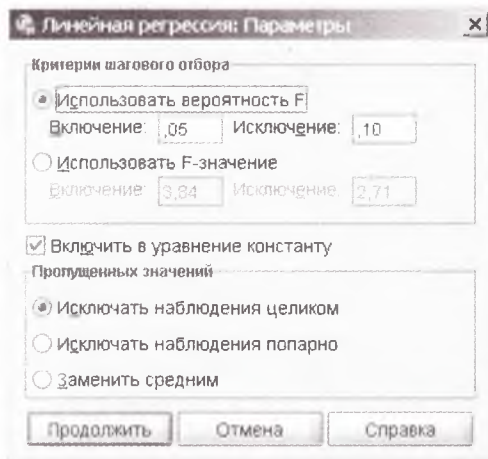 Линейная регрессия: Параметры
Критерии шагового отбора
Использовать вероятность F
Включение: ,05 Исключение: ,10
Использовать F-значение
Включение: 3,84 Исключение: 2,71
Включить в уравнение константу
Пропущенных значений
Исключать наблюдения целиком
Исключать наблюдения попарно
Заменить средним
Продолжить Отмена Справка